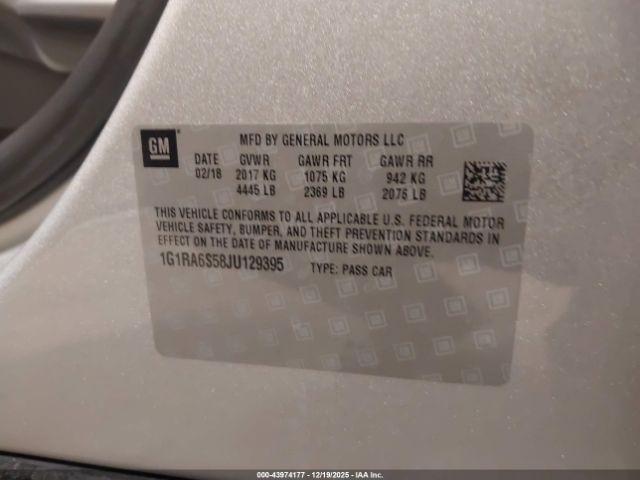 GM
MFD BY GENERAL MOTORS LLC
DATE GVWR GAWR FRT GAWR RR
02/18 2017 KG 1075 KG 942 KG
4445 LB 2369 LB 2076 LB
THIS VEHICLE CONFORMS TO ALL APPLICABLE U.S. FEDERAL MOTOR
VEHICLE SAFETY, BUMPER, AND THEFT PREVENTION STANDARDS IN
EFFECT ON THE DATE OF MANUFACTURE SHOWN ABOVE.
1G1RA6S58JU129395 TYPE: PASS CAR
000-43974177 - 12/19/2025 - IAA Inc.